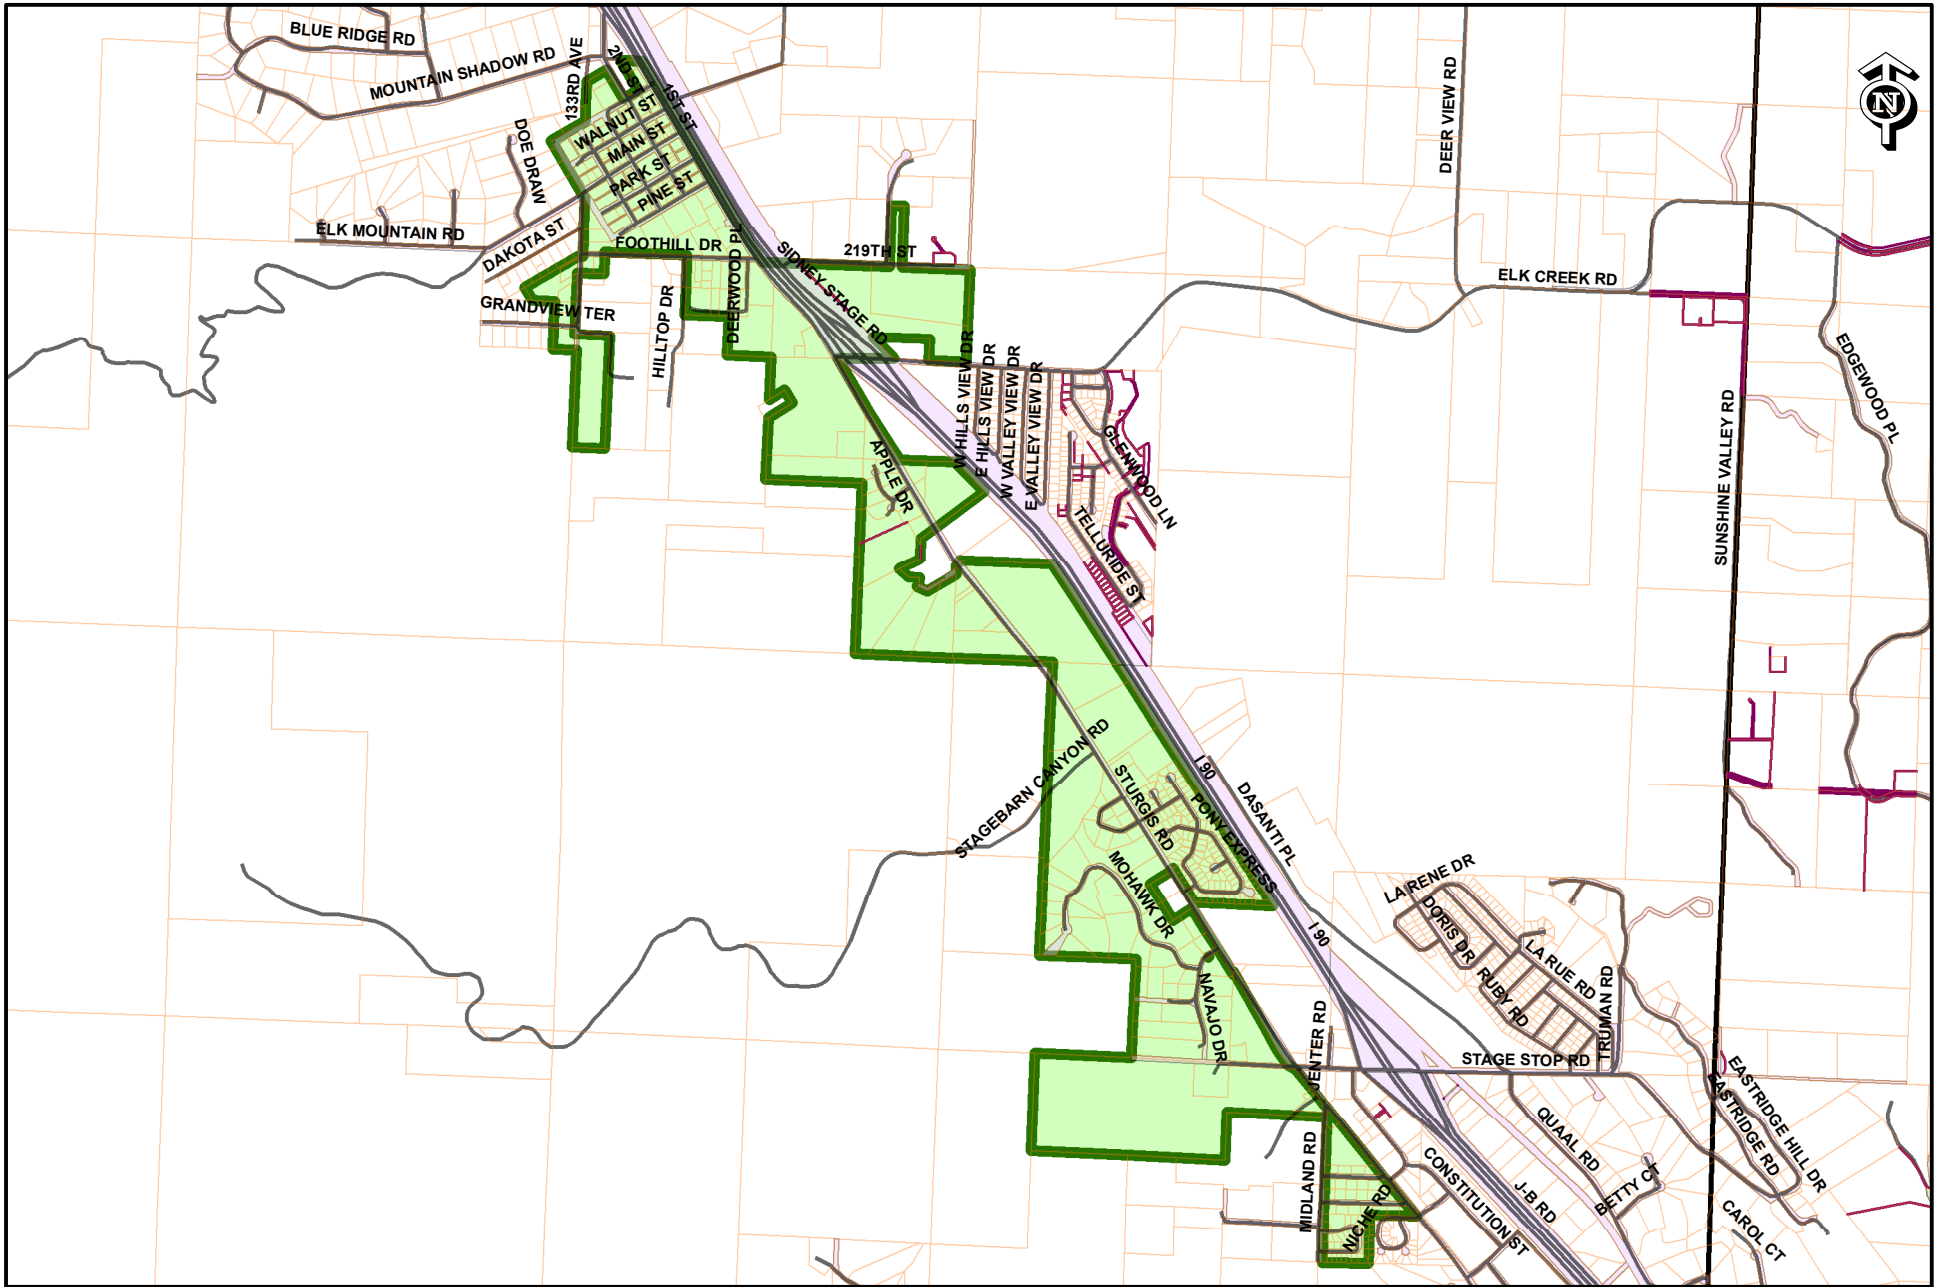 BLUE RIDGE RD
MOUNTAIN SHADOW RD
133RD AVE
2ND ST
1ST ST
WALNUT ST
MAIN ST
PARK ST
PINE ST
DOE DRAW
ELK MOUNTAIN RD
DAKOTA ST
FOOTHILL DR
DEERWOOD PL
HILLTOP DR
GRANDVIEW TER
SIDNEY STAGE RD
219TH ST
DEER VIEW RD
N
ELK CREEK RD
EDGEWOOD PL
SUNSHINE VALLEY RD
W HILLS VIEW DR
E HILLS VIEW DR
W VALLEY VIEW DR
E VALLEY VIEW DR
GLENWOOD LN
TELLURIDE ST
APPLE DR
STAGEBARN CANYON RD
STURGIS RD
I 90
DASANTI PL
PONY EXPRESS
MOHAWK DR
I 90
NAVAJO DR
LA RENE DR
DORIS DR
LA RUE RD
RUBY RD
TRUMAN RD
STAGE STOP RD
JENTER RD
EASTRIDGE HILL DR
EASTRIDGE RD
QUAAL RD
MIDLAND RD
NICHE RD
CONSTITUTION ST
J-B RD
BETTY CT
CAROL CT